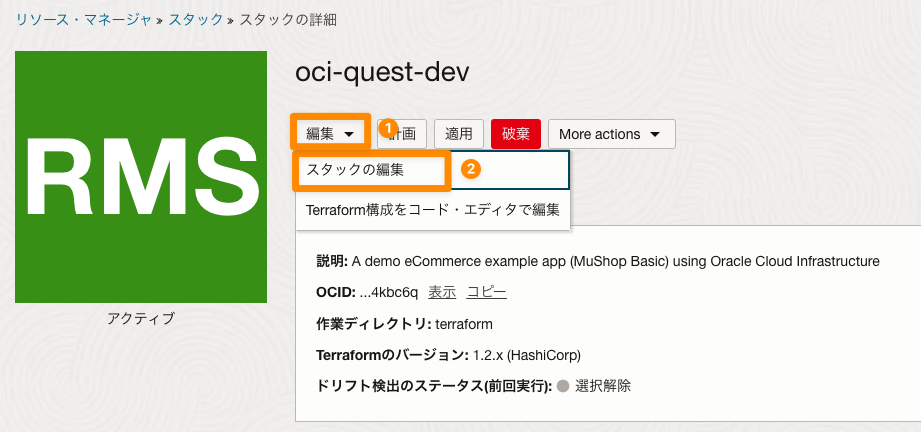 リソース・マネージャ » スタック » スタックの詳細
RMS
アクティブ
oci-quest-dev
編集 1 計画 適用 破棄 More actions
スタックの編集 2
Terraform構成をコード・エディタで編集
説明: A demo eCommerce example app (MuShop Basic) using Oracle Cloud Infrastructure
OCID: ...4kbc6q 表示 コピー
作業ディレクトリ: terraform
Terraformのバージョン: 1.2.x (HashiCorp)
ドリフト検出のステータス(前回実行): 選択解除